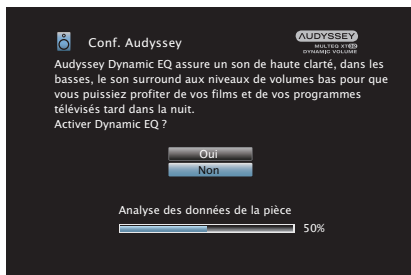 Conf. Audyssey
AUDYSSEY
MULTEQ XT32
DYNAMIC VOLUME
Audyssey Dynamic EQ assure un son de haute clarté, dans les
basses, le son surround aux niveaux de volumes bas pour que
vous puissiez profiter de vos films et de vos programmes
télévisés tard dans la nuit.
Activer Dynamic EQ ?
Oui
Non
Analyse des données de la pièce
50%